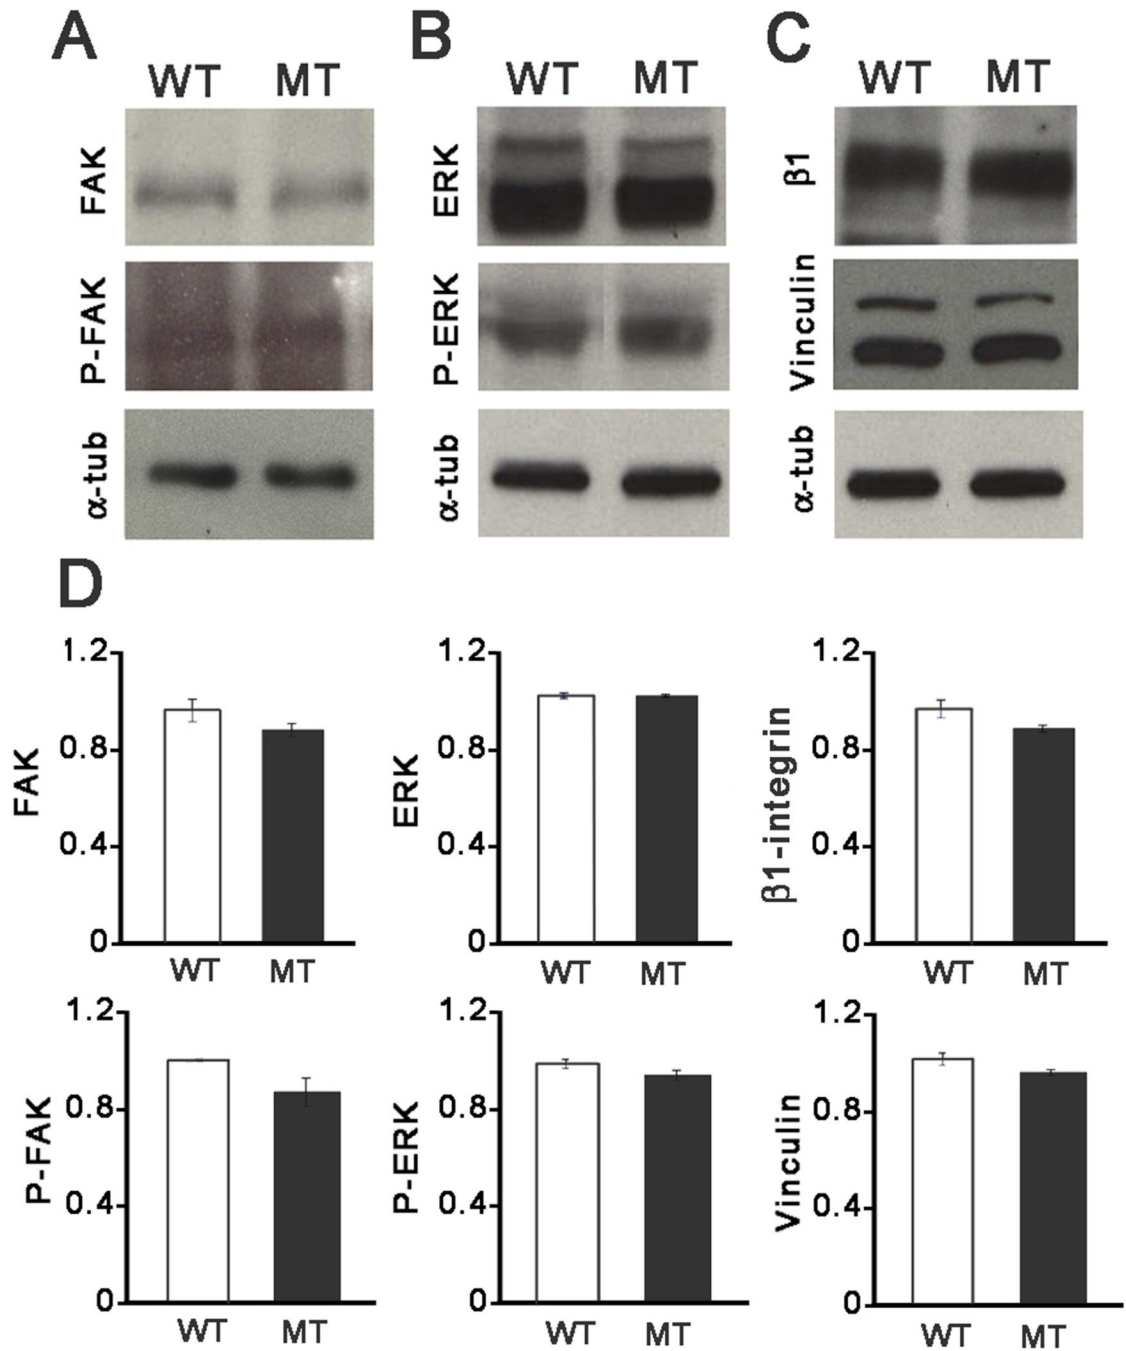 A
WT MT
FAK
P-FAK
α-tub
B
WT MT
ERK
P-ERK
α-tub
C
WT MT
β1
Vinculin
α-tub
D
FAK
1.2
0.8
0.4
0
WT MT
ERK
1.2
0.8
0.4
0
WT MT
β1-integrin
1.2
0.8
0.4
0
WT MT
P-FAK
1.2
0.8
0.4
0
WT MT
P-ERK
1.2
0.8
0.4
0
WT MT
Vinculin
1.2
0.8
0.4
0
WT MT